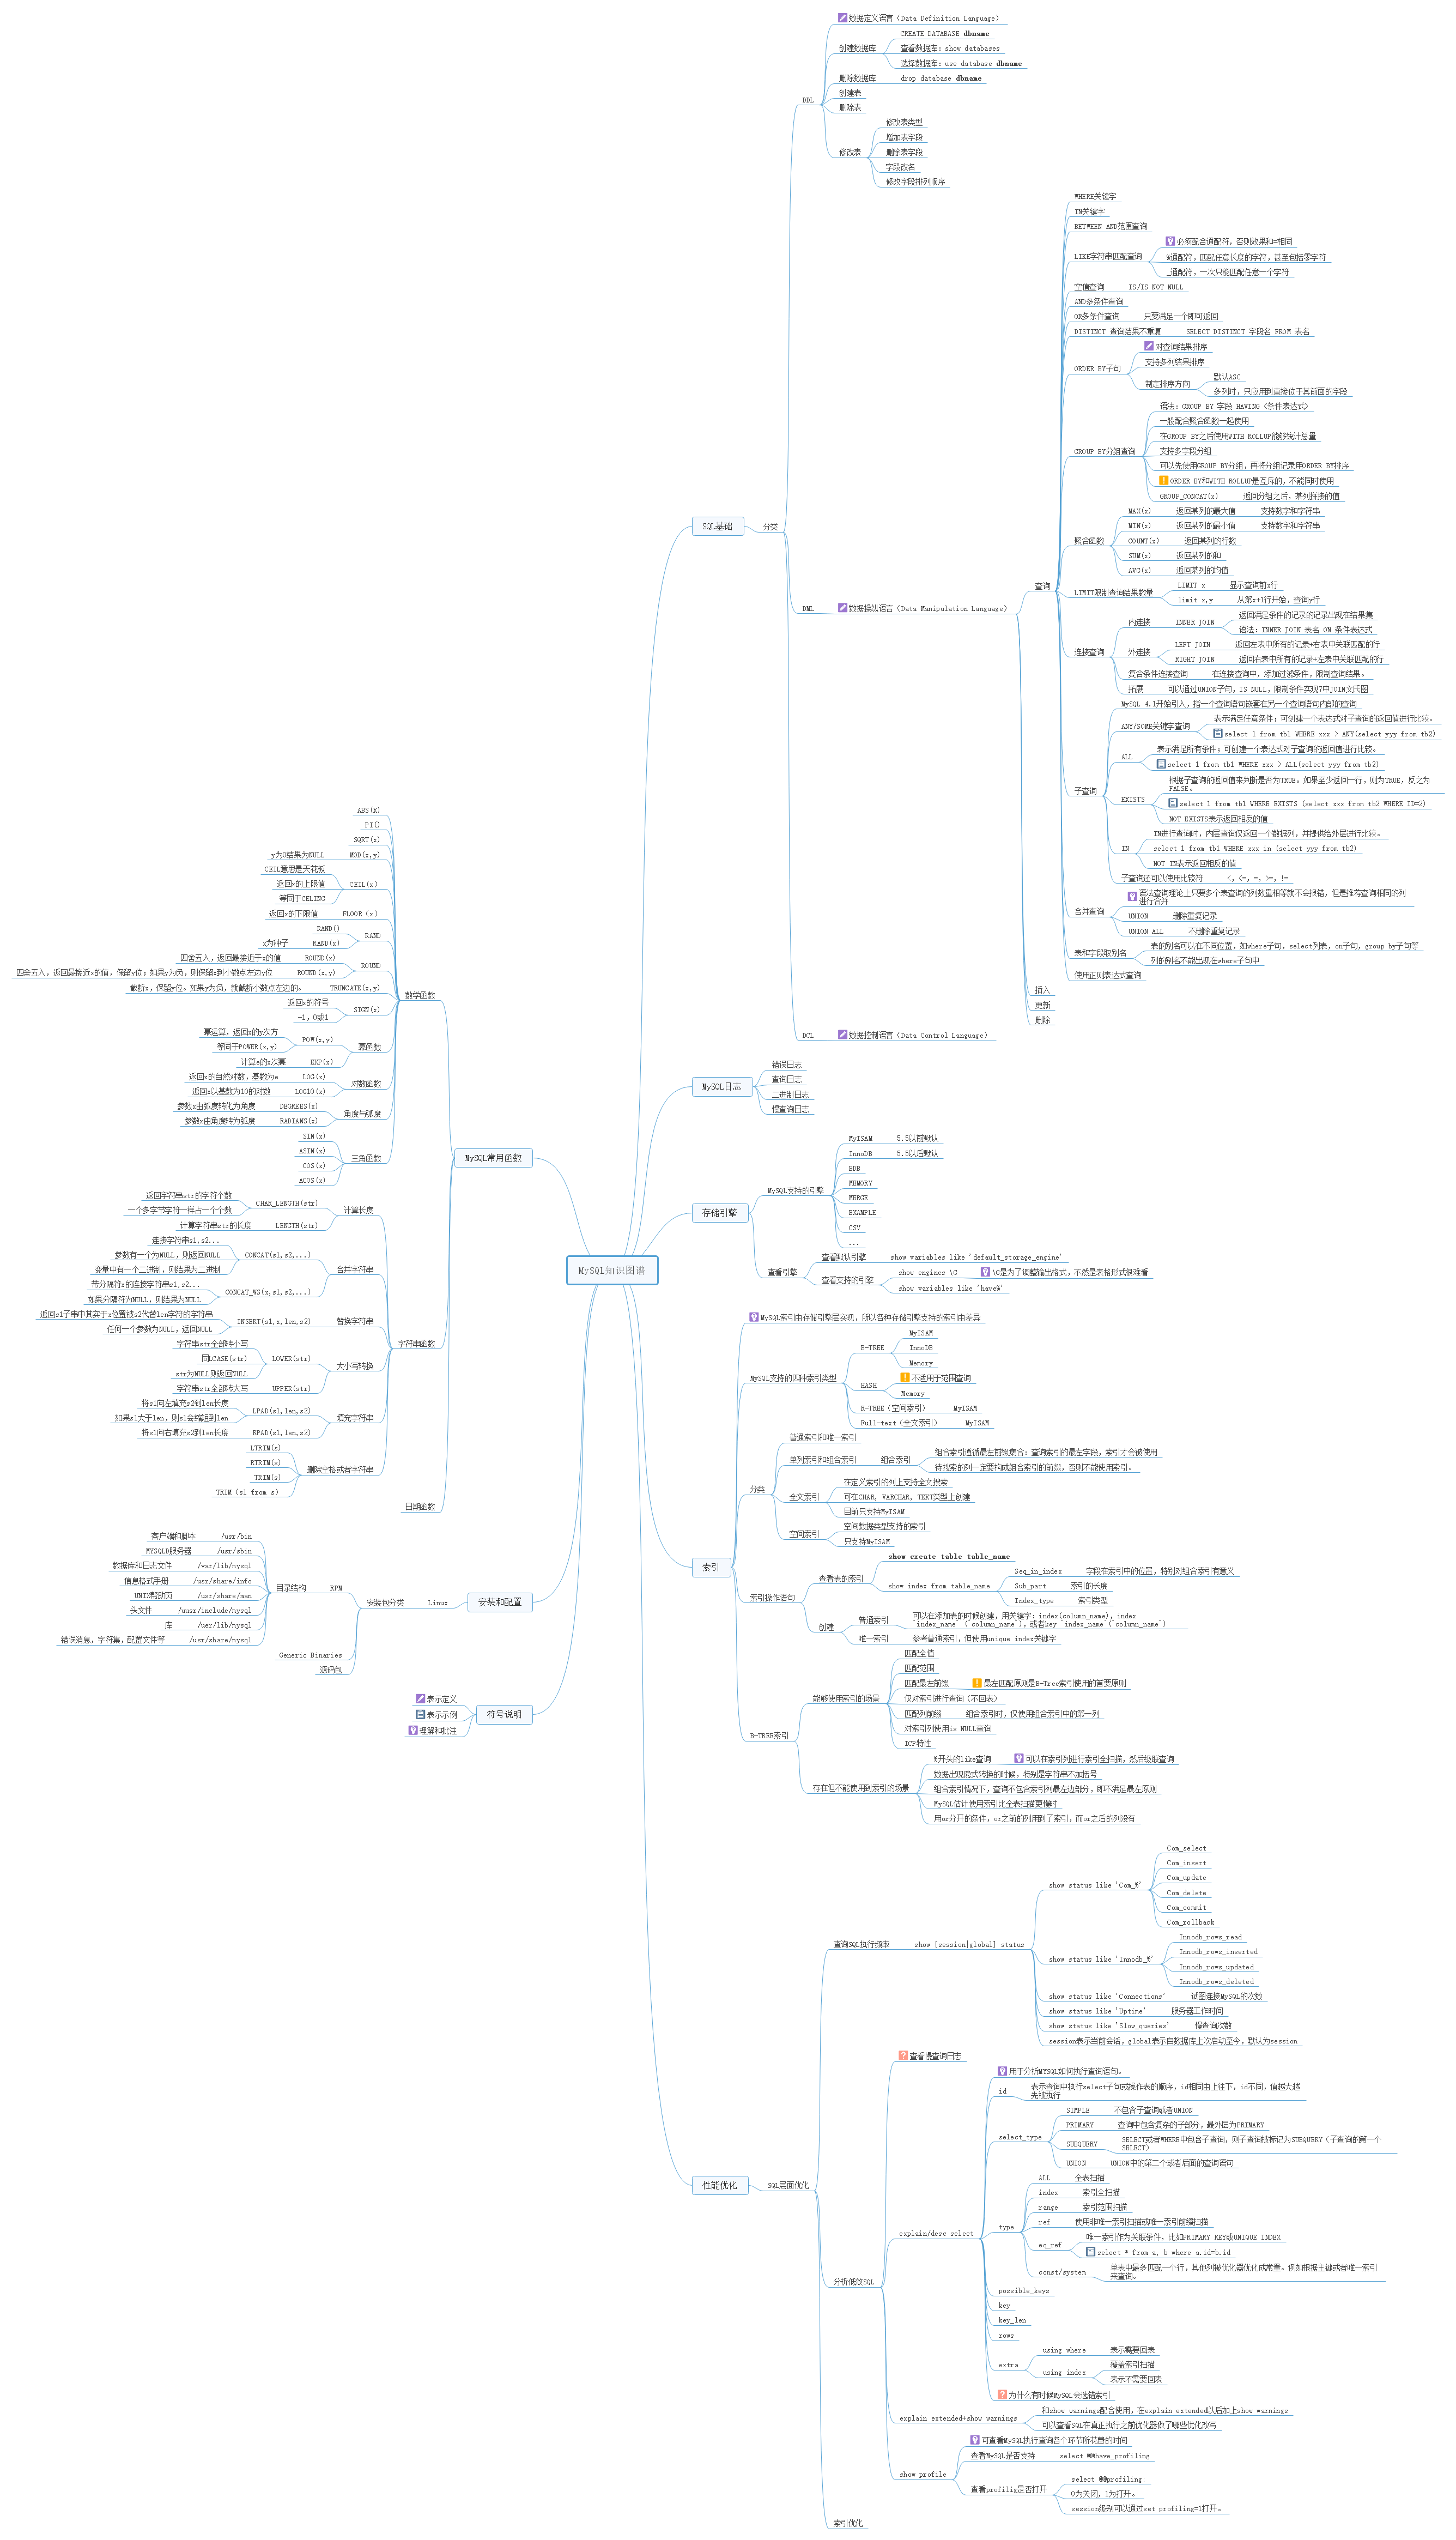 MySQL知识图谱
SQL基础
分类
DDL
数据定义语言（Data Definition Language）
创建数据库
CREATE DATABASE dbname
查看数据库：show databases
选择数据库：use database dbname
删除数据库
drop database dbname
创建表
删除表
修改表
修改表类型
增加表字段
删除表字段
字段改名
修改字段排列顺序
DML
数据操纵语言（Data Manipulation Language）
查询
WHERE关键字
IN关键字
BETWEEN AND范围查询
LIKE字符串匹配查询
必须配合通配符，否则效果和=相同
%通配符，匹配任意长度的字符，甚至包括零字符
_通配符，一次只能匹配任意一个字符
空值查询
IS/IS NOT NULL
AND多条件查询
OR多条件查询
只要满足一个即可返回
DISTINCT 查询结果不重复
SELECT DISTINCT 字段名 FROM 表名
ORDER BY子句
对查询结果排序
支持多列结果排序
制定排序方向
默认ASC
多列时，只应用到直接位于其前面的字段
GROUP BY分组查询
语法：GROUP BY 字段 HAVING <条件表达式>
一般配合聚合函数一起使用
在GROUP BY之后使用WITH ROLLUP能够统计总量
支持多字段分组
可以先使用GROUP BY分组，再将分组记录用ORDER BY排序
ORDER BY和WITH ROLLUP是互斥的，不能同时使用
GROUP_CONCAT(x)
返回分组之后，某列拼接的值
聚合函数
MAX(x)
返回某列的最大值
支持数字和字符串
MIN(x)
返回某列的最小值
支持数字和字符串
COUNT(x)
返回某列的行数
SUM(x)
返回某列的和
AVG(x)
返回某列的均值
LIMIT限制查询结果数量
LIMIT x
显示查询前x行
limit x,y
从第x+1行开始，查询y行
连接查询
内连接
INNER JOIN
返回满足条件的记录的记录出现在结果集
语法：INNER JOIN 表名 ON 条件表达式
外连接
LEFT JOIN
返回左表中所有的记录+右表中关联匹配的行
RIGHT JOIN
返回右表中所有的记录+左表中关联匹配的行
复合条件连接查询
在连接查询中，添加过滤条件，限制查询结果。
拓展
可以通过UNION子句，IS NULL，限制条件实现7中JOIN文氏图
子查询
MySQL 4.1开始引入，指一个查询语句嵌套在另一个查询语句内部的查询
ANY/SOME关键字查询
表示满足任意条件；可创建一个表达式对子查询的返回值进行比较。
select 1 from tb1 WHERE xxx > ANY(select yyy from tb2)
ALL
表示满足所有条件；可创建一个表达式对子查询的返回值进行比较。
select 1 from tb1 WHERE xxx > ALL(select yyy from tb2)
EXISTS
根据子查询的返回值来判断是否为TRUE。如果至少返回一行，则为TRUE，反之为
FALSE。
select 1 from tb1 WHERE EXISTS (select xxx from tb2 WHERE ID=2)
NOT EXISTS表示返回相反的值
IN
IN进行查询时，内层查询仅返回一个数据列，并提供给外层进行比较。
select 1 from tb1 WHERE xxx in (select yyy from tb2)
NOT IN表示返回相反的值
子查询还可以使用比较符
<, <=, =, >=, !=
合并查询
语法查询理论上只要多个表查询的列数量相等就不会报错，但是推荐查询相同的列
进行合并
UNION
删除重复记录
UNION ALL
不删除重复记录
表和字段取别名
表的别名可以在不同位置，如where子句，select列表，on子句，group by子句等
列的别名不能出现在where子句中
使用正则表达式查询
插入
更新
删除
DCL
数据控制语言（Data Control Language）
MySQL日志
错误日志
查询日志
二进制日志
慢查询日志
存储引擎
MySQL支持的引擎
MyISAM
5.5以前默认
InnoDB
5.5以后默认
BDB
MEMORY
MERGE
EXAMPLE
CSV
...
查看引擎
查看默认引擎
show variables like 'default_storage_engine'
查看支持的引擎
show engines \G
\G是为了调整输出格式，不然是表格形式很难看
show variables like 'have%'
索引
MySQL索引由存储引擎层实现，所以各种存储引擎支持的索引由差异
MySQL支持的四种索引类型
B-TREE
MyISAM
InnoDB
Memory
HASH
不适用于范围查询
Memory
R-TREE（空间索引）
MyISAM
Full-text（全文索引）
MyISAM
分类
普通索引和唯一索引
单列索引和组合索引
组合索引
组合索引遵循最左前缀集合：查询索引的最左字段，索引才会被使用
待搜索的列一定要构成组合索引的前缀，否则不能使用索引。
全文索引
在定义索引的列上支持全文搜索
可在CHAR, VARCHAR, TEXT类型上创建
目前只支持MyISAM
空间索引
空间数据类型支持的索引
只支持MyISAM
索引操作语句
查看表的索引
show create table table_name
show index from table_name
Seq_in_index
字段在索引中的位置，特别对组合索引有意义
Sub_part
索引的长度
Index_type
索引类型
创建
普通索引
可以在添加表的时候创建，用关键字：index(column_name)，index
`index_name` (`column_name`)，或者key `index_name`(`column_name`)
唯一索引
参考普通索引，但使用unique index关键字
B-TREE索引
能够使用索引的场景
匹配全值
匹配范围
匹配最左前缀
最左匹配原则是B-Tree索引使用的首要原则
仅对索引进行查询（不回表）
匹配列前缀
组合索引时，仅使用组合索引中的第一列
对索引列使用is NULL查询
ICP特性
存在但不能使用到索引的场景
%开头的like查询
可以在索引列进行索引全扫描，然后级联查询
数据出现隐式转换的时候，特别是字符串不加括号
组合索引情况下，查询不包含索引列最左边部分，即不满足最左原则
MySQL估计使用索引比全表扫描更慢时
用or分开的条件，or之前的列用到了索引，而or之后的列没有
性能优化
SQL层面优化
查询SQL执行频率
show [session|global] status
show status like 'Com_%'
Com_select
Com_insert
Com_update
Com_delete
Com_commit
Com_rollback
show status like 'Innodb_%'
Innodb_rows_read
Innodb_rows_inserted
Innodb_rows_updated
Innodb_rows_deleted
show status like 'Connections'
试图连接MySQL的次数
show status like 'Uptime'
服务器工作时间
show status like 'Slow_queries'
慢查询次数
session表示当前会话，global表示自数据库上次启动至今，默认为session
分析低效SQL
查看慢查询日志
explain/desc select
用于分析MYSQL如何执行查询语句。
id
表示查询中执行select子句或操作表的顺序，id相同由上往下，id不同，值越大越
先被执行
select_type
SIMPLE
不包含子查询或者UNION
PRIMARY
查询中包含复杂的子部分，最外层为PRIMARY
SUBQUERY
SELECT或者WHERE中包含子查询，则子查询被标记为SUBQUERY（子查询的第一个
SELECT）
UNION
UNION中的第二个或者后面的查询语句
type
ALL
全表扫描
index
索引全扫描
range
索引范围扫描
ref
使用非唯一索引扫描或唯一索引前缀扫描
eq_ref
唯一索引作为关联条件，比如PRIMARY KEY或UNIQUE INDEX
select * from a, b where a.id=b.id
const/system
单表中最多匹配一个行，其他列被优化器优化成常量。例如根据主键或者唯一索引
来查询。
possible_keys
key
key_len
rows
extra
using where
表示需要回表
using index
覆盖索引扫描
表示不需要回表
为什么有时候MySQL会选错索引
explain extended+show warnings
和show warnings配合使用，在explain extended以后加上show warnings
可以查看SQL在真正执行之前优化器做了哪些优化改写
show profile
可查看MySQL执行查询各个环节所花费的时间
查看MySQL是否支持
select @@have_profiling
查看profilig是否打开
select @@profiling;
0为关闭，1为打开。
session级别可以通过set profiling=1打开。
索引优化
MySQL常用函数
数学函数
ABS(X)
PI()
SQRT(x)
MOD(x,y)
y为0结果为NULL
CEIL(x）
CEIL意思是天花板
返回x的上限值
等同于CELING
FLOOR（x）
返回x的下限值
RAND
RAND()
RAND(x)
x为种子
ROUND
ROUND(x)
四舍五入，返回最接近于x的值
ROUND(x,y)
四舍五入，返回最接近x的值，保留y位；如果y为负，则保留x到小数点左边y位
TRUNCATE(x,y)
截断x，保留y位。如果y为负，就截断小数点左边的。
SIGN(x)
返回x的符号
-1，0或1
幂函数
POW(x,y)
幂运算，返回x的y次方
等同于POWER(x,y)
EXP(x)
计算e的x次幂
对数函数
LOG(x)
返回x的自然对数，基数为e
LOG10(x)
返回x以基数为10的对数
角度与弧度
DEGREES(x)
参数x由弧度转化为角度
RADIANS(x)
参数x由角度转为弧度
三角函数
SIN(x)
ASIN(x)
COS(x)
ACOS(x)
字符串函数
计算长度
CHAR_LENGTH(str)
返回字符串str的字符个数
一个多字节字符一样占一个个数
LENGTH(str)
计算字符串str的长度
合并字符串
CONCAT(s1,s2,...)
连接字符串s1,s2...
参数有一个为NULL，则返回NULL
变量中有一个二进制，则结果为二进制
CONCAT_WS(x,s1,s2,...)
带分隔符x的连接字符串s1,s2...
如果分隔符为NULL，则结果为NULL
替换字符串
INSERT(s1,x,len,s2)
返回s1子串中其实于x位置被s2代替len字符的字符串
任何一个参数为NULL，返回NULL
大小写转换
LOWER(str)
字符串str全部转小写
同LCASE(str)
str为NULL则返回NULL
UPPER(str)
字符串str全部转大写
填充字符串
LPAD(s1,len,s2)
将s1向左填充s2到len长度
如果s1大于len，则s1会缩短到len
RPAD(s1,len,s2)
将s1向右填充s2到len长度
删除空格或者字符串
LTRIM(s)
RTRIM(s)
TRIM(s)
TRIM（s1 from s）
日期函数
安装和配置
Linux
安装包分类
RPM
目录结构
/usr/bin
客户端和脚本
/usr/sbin
MYSQLD服务器
/var/lib/mysql
数据库和日志文件
/usr/share/info
信息格式手册
/usr/share/man
UNIX帮助页
/uusr/include/mysql
头文件
/uer/lib/mysql
库
/usr/share/mysql
错误消息，字符集，配置文件等
Generic Binaries
源码包
符号说明
表示定义
表示示例
理解和批注